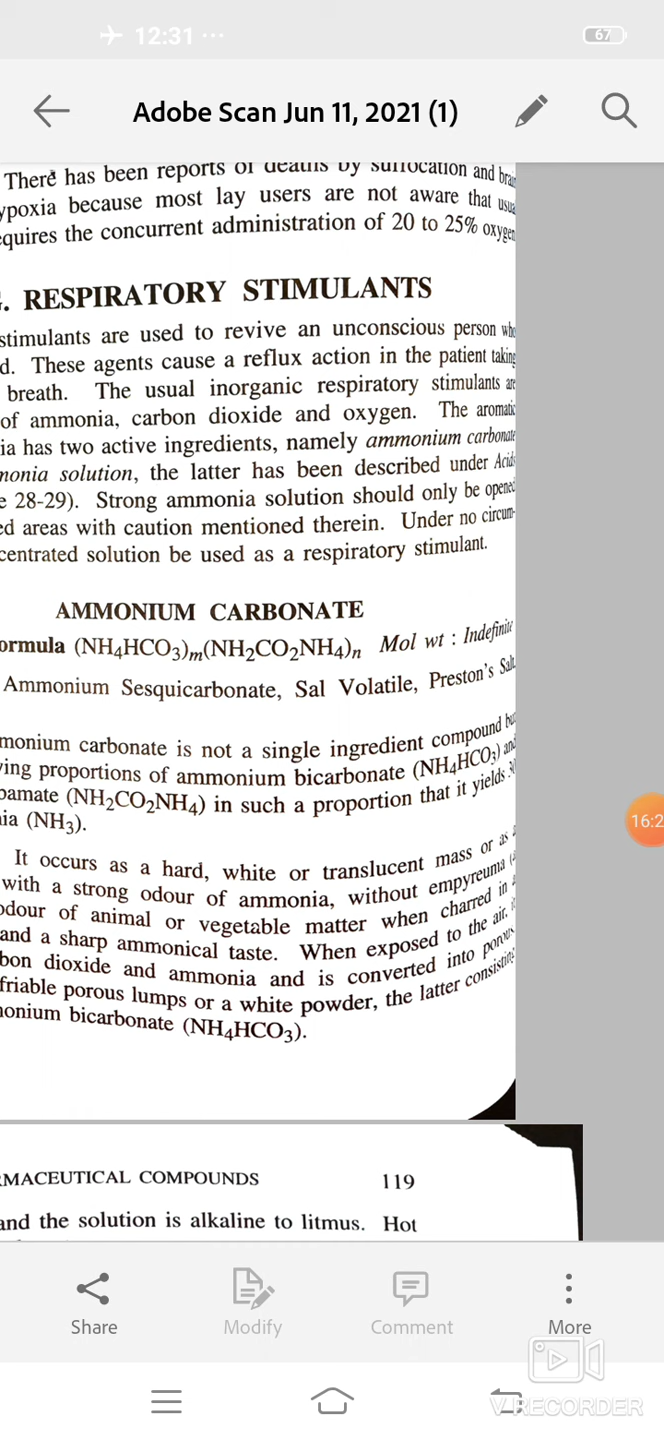 12:31 ...
67
Adobe Scan Jun 11, 2021 (1)
There has been reports of deaths by suffocation and brain
ypoxia because most lay users are not aware that usua
equires the concurrent administration of 20 to 25% oxygen
. RESPIRATORY STIMULANTS
stimulants are used to revive an unconscious person who
d. These agents cause a reflux action in the patient taking
breath. The usual inorganic respiratory stimulants are
of ammonia, carbon dioxide and oxygen. The aromatic
ia has two active ingredients, namely ammonium carbonate
monia solution, the latter has been described under Acids
e 28-29). Strong ammonia solution should only be opened
ed areas with caution mentioned therein. Under no circum-
centrated solution be used as a respiratory stimulant.
AMMONIUM CARBONATE
ormula (NH4HCO3)m(NH2CO2NH4)n Mol wt : Indefinite
Ammonium Sesquicarbonate, Sal Volatile, Preston's Salt,
monium carbonate is not a single ingredient compound but
ying proportions of ammonium bicarbonate (NH4HCO3) and
bamate (NH2CO2NH4) in such a proportion that it yields 30
ia (NH3).
It occurs as a hard, white or translucent mass or as a
with a strong odour of ammonia, without empyreuma (
odour of animal or vegetable matter when charred in a
and a sharp ammonical taste. When exposed to the air, i
bon dioxide and ammonia and is converted into porous
friable porous lumps or a white powder, the latter consisting
monium bicarbonate (NH4HCO3).
RMACEUTICAL COMPOUNDS 119
and the solution is alkaline to litmus. Hot
16:2
Share Modify Comment More
V RECORDER